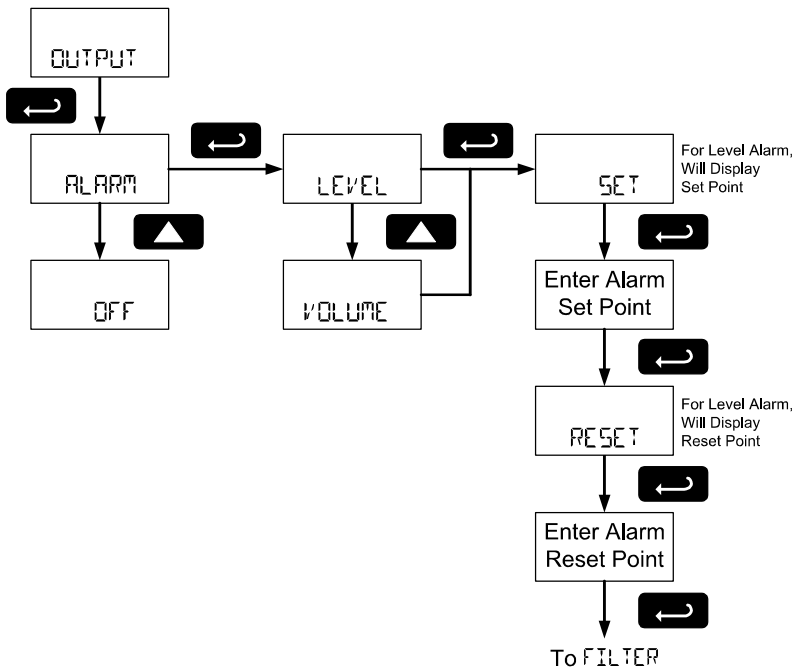 OUTPUT
ALARM
OFF
LEVEL
VOLUME
SET
For Level Alarm,
Will Display
Set Point
Enter Alarm
Set Point
RESET
For Level Alarm,
Will Display
Reset Point
Enter Alarm
Reset Point
To FILTER